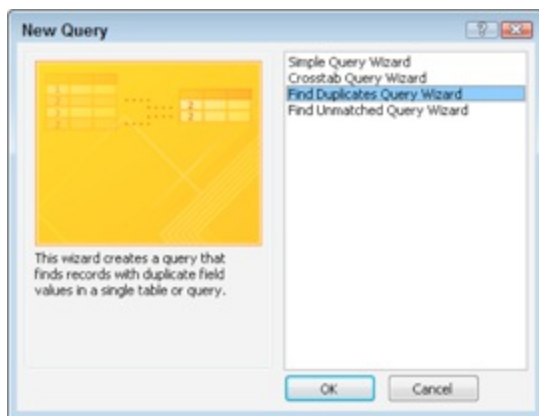 New Query
Simple Query Wizard
Crosstab Query Wizard
Find Duplicates Query Wizard
Find Unmatched Query Wizard
This wizard creates a query that
finds records with duplicate field
values in a single table or query.
OK
Cancel